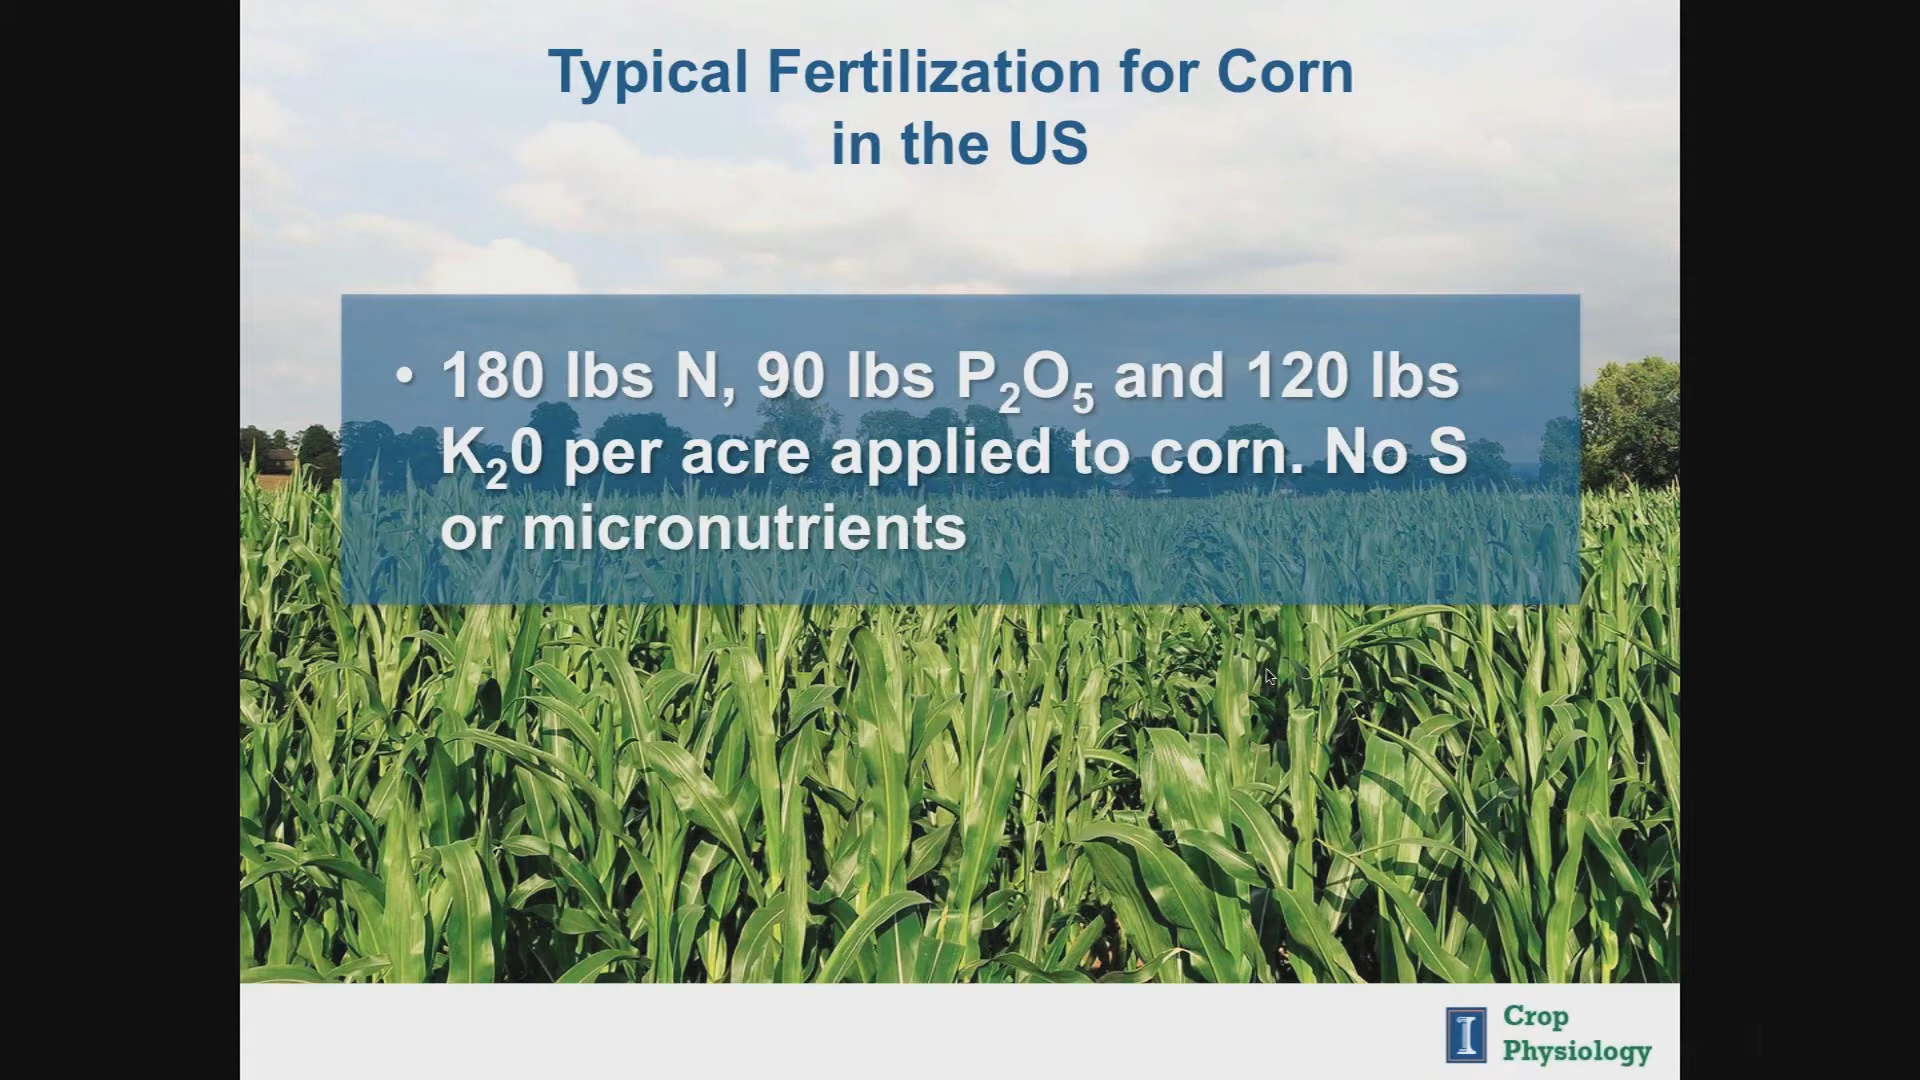 Typical Fertilization for Corn
in the US
• 180 lbs N, 90 lbs P₂O₅ and 120 lbs
K₂0 per acre applied to corn. No S
or micronutrients
I
Crop
Physiology